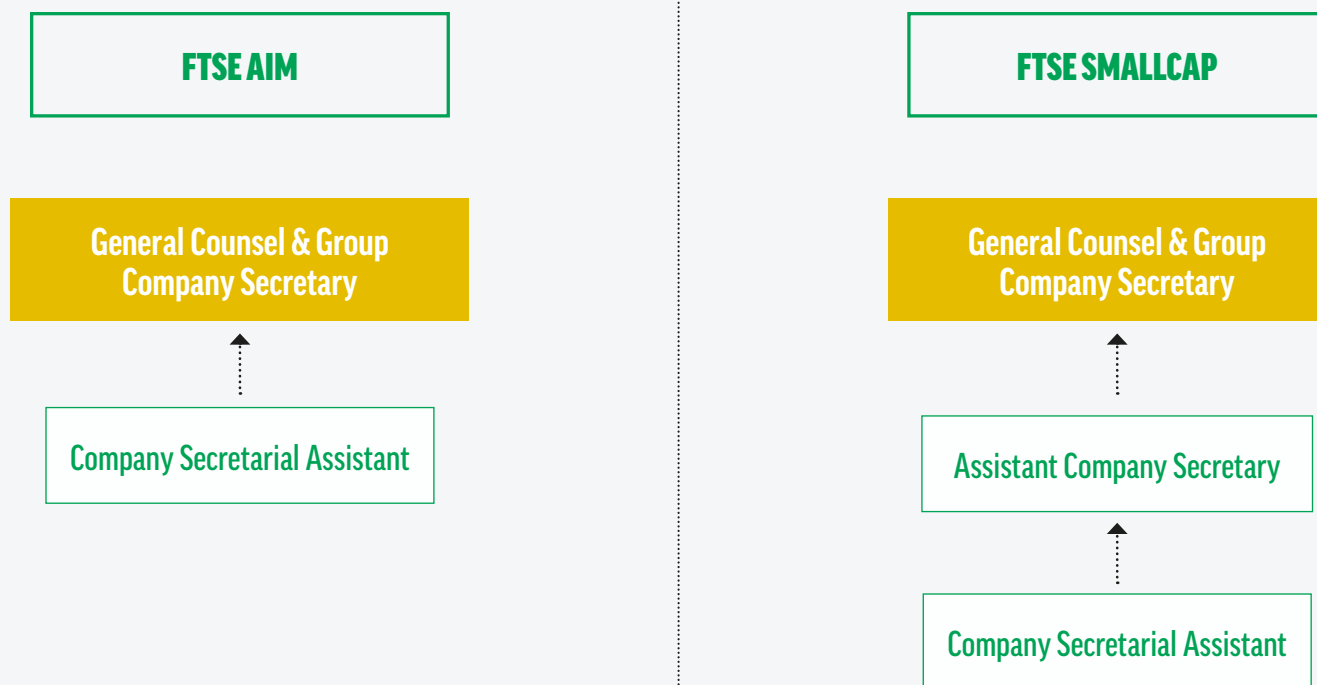 FTSE AIM
General Counsel & Group
Company Secretary
Company Secretarial Assistant
FTSE SMALLCAP
General Counsel & Group
Company Secretary
Assistant Company Secretary
Company Secretarial Assistant